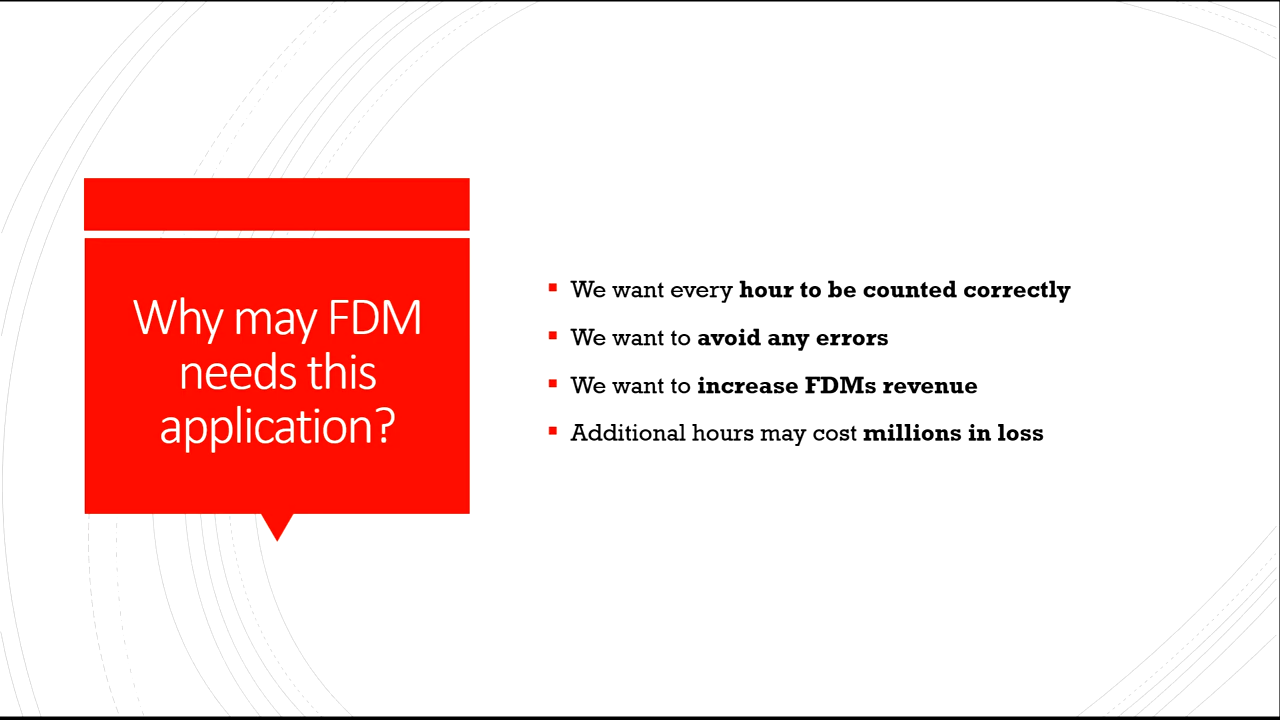 Why may FDM
needs this
application?
We want every hour to be counted correctly
We want to avoid any errors
We want to increase FDMs revenue
Additional hours may cost millions in loss